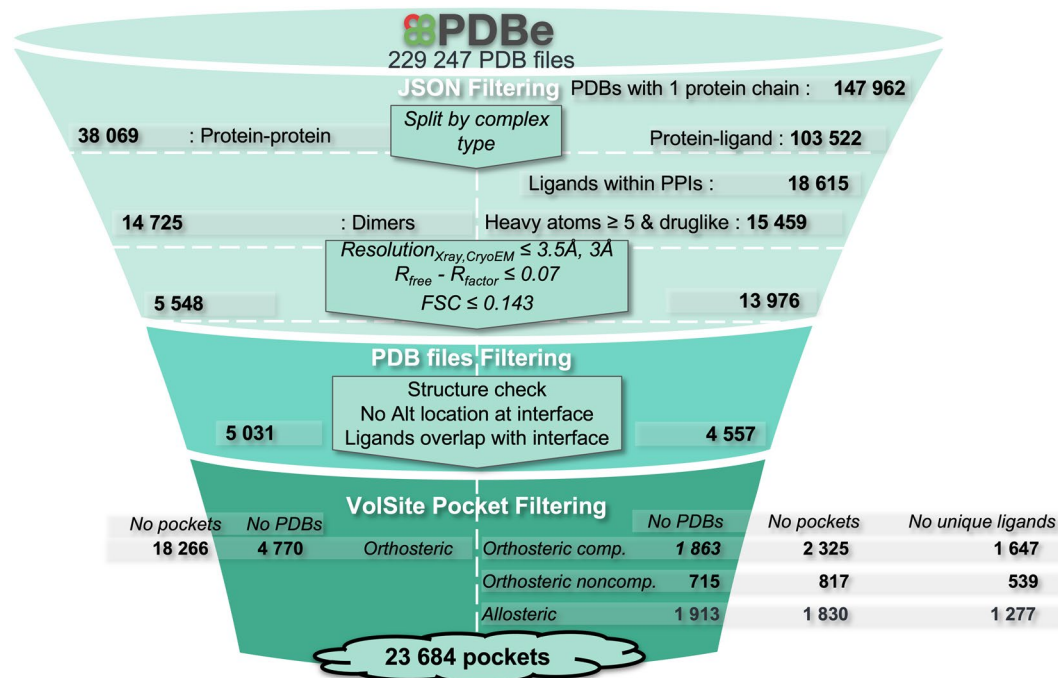 PDBe
229 247 PDB files
JSON Filtering
PDBs with 1 protein chain : 147 962
38 069 : Protein-protein
Split by complex
type
Protein-ligand : 103 522
Ligands within PPIs : 18 615
14 725 : Dimers
Heavy atoms ≥ 5 & druglike : 15 459
Resolution Xray,CryoEM ≤ 3.5Å, 3Å
Rfree - Rfactor ≤ 0.07
FSC ≤ 0.143
5 548
13 976
PDB files Filtering
Structure check
No Alt location at interface
Ligands overlap with interface
5 031
4 557
VolSite Pocket Filtering
No pockets No PDBs
No PDBs No pockets No unique ligands
18 266 4 770 Orthosteric
Orthosteric comp. 1 863 2 325 1 647
Orthosteric noncomp. 715 817 539
Allosteric 1 913 1 830 1 277
23 684 pockets